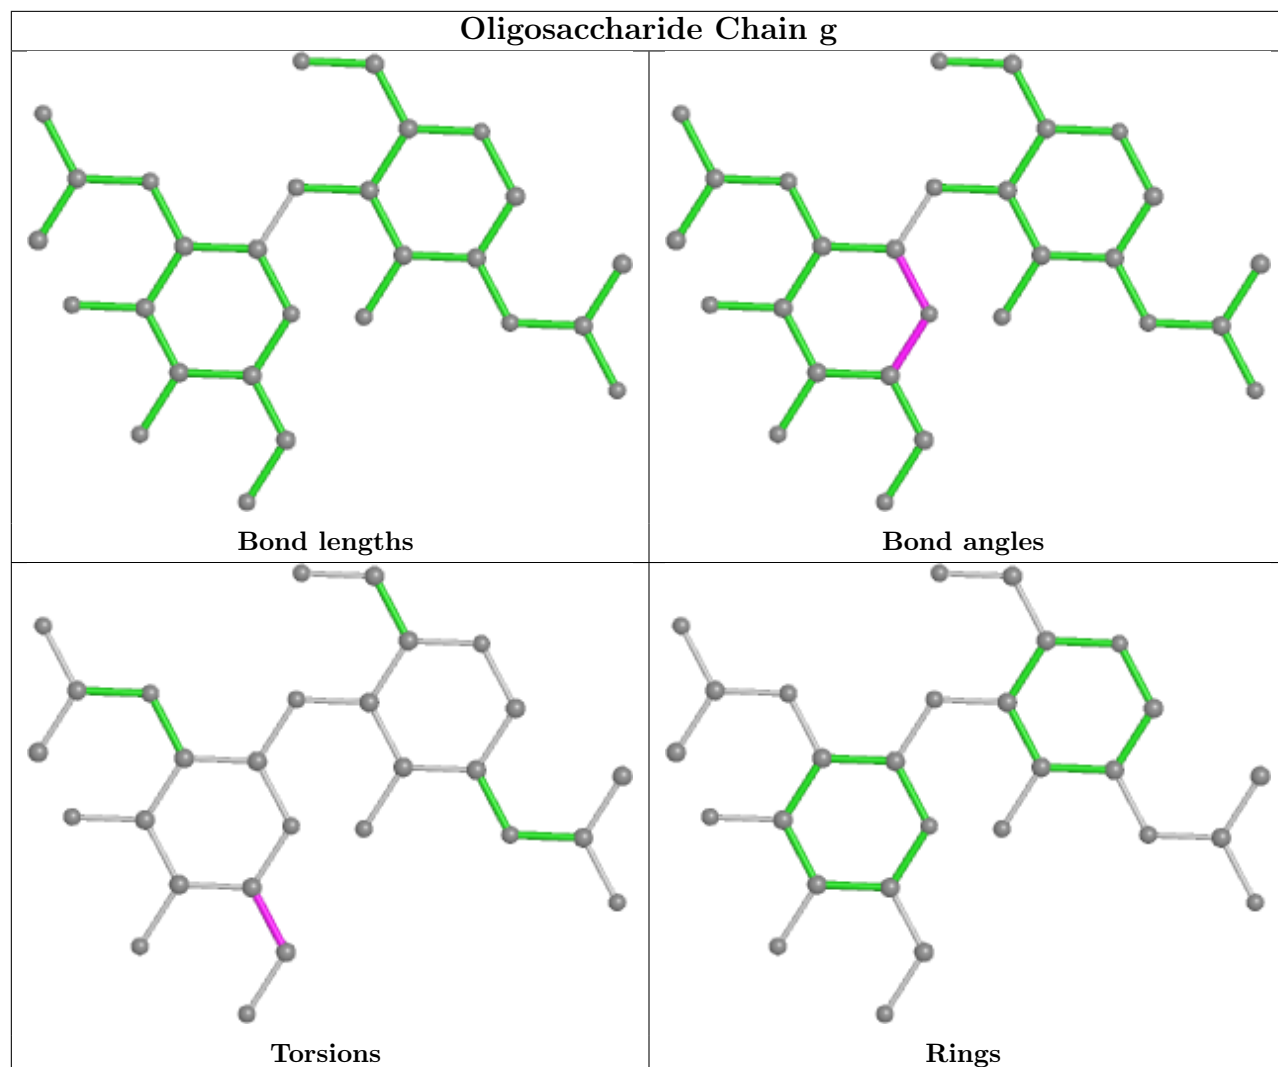 Oligosaccharide Chain g
Bond lengths
Bond angles
Torsions
Rings